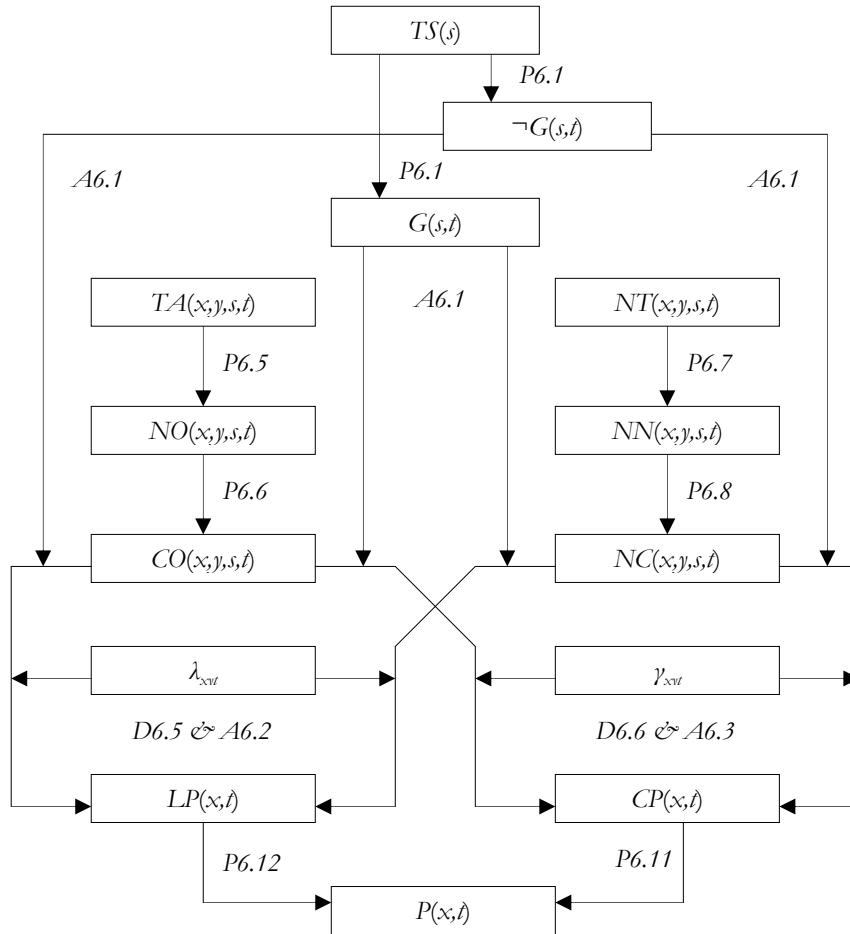 TS(s)
P6.1
¬G(s,t)
A6.1
P6.1
A6.1
G(s,t)
TA(x,y,s,t)
A6.1
NT(x,y,s,t)
P6.5
P6.7
NO(x,y,s,t)
NN(x,y,s,t)
P6.6
P6.8
CO(x,y,s,t)
NC(x,y,s,t)
λxyt
γxyt
D6.5 & A6.2
D6.6 & A6.3
LP(x,t)
CP(x,t)
P6.12
P6.11
P(x,t)